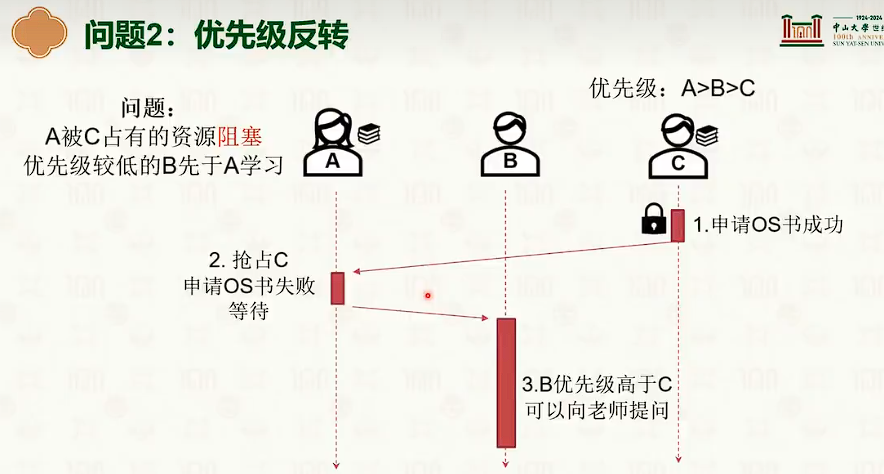 问题2：优先级反转
1924-2024
中山大學世纪
100th ANNIVE
SUN YAT-SEN UNIV
优先级：A>B>C
问题：
A被C占有的资源阻塞
优先级较低的B先于A学习
A
B
C
1.申请OS书成功
2. 抢占C
申请OS书失败
等待
3.B优先级高于C
可以向老师提问